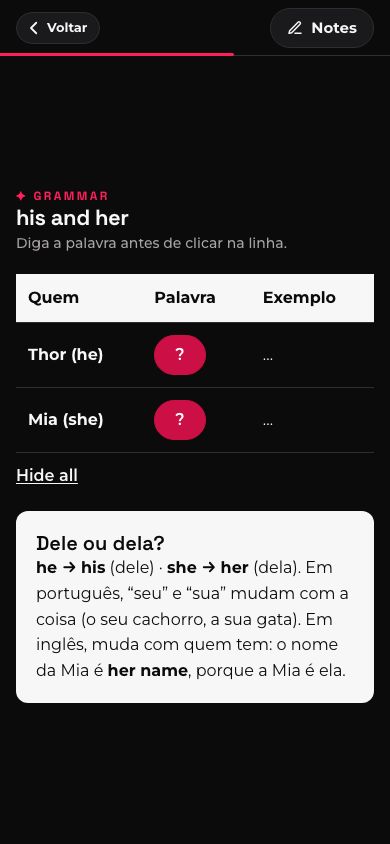 Voltar
Notes
GRAMMAR
his and her
Diga a palavra antes de clicar na linha.
Quem Palavra Exemplo
Thor (he) ? ...
Mia (she) ? ...
Hide all
Dele ou dela?
he → his (dele) · she → her (dela). Em
português, “seu” e “sua” mudam com a
coisa (o seu cachorro, a sua gata). Em
inglês, muda com quem tem: o nome
da Mia é her name, porque a Mia é ela.